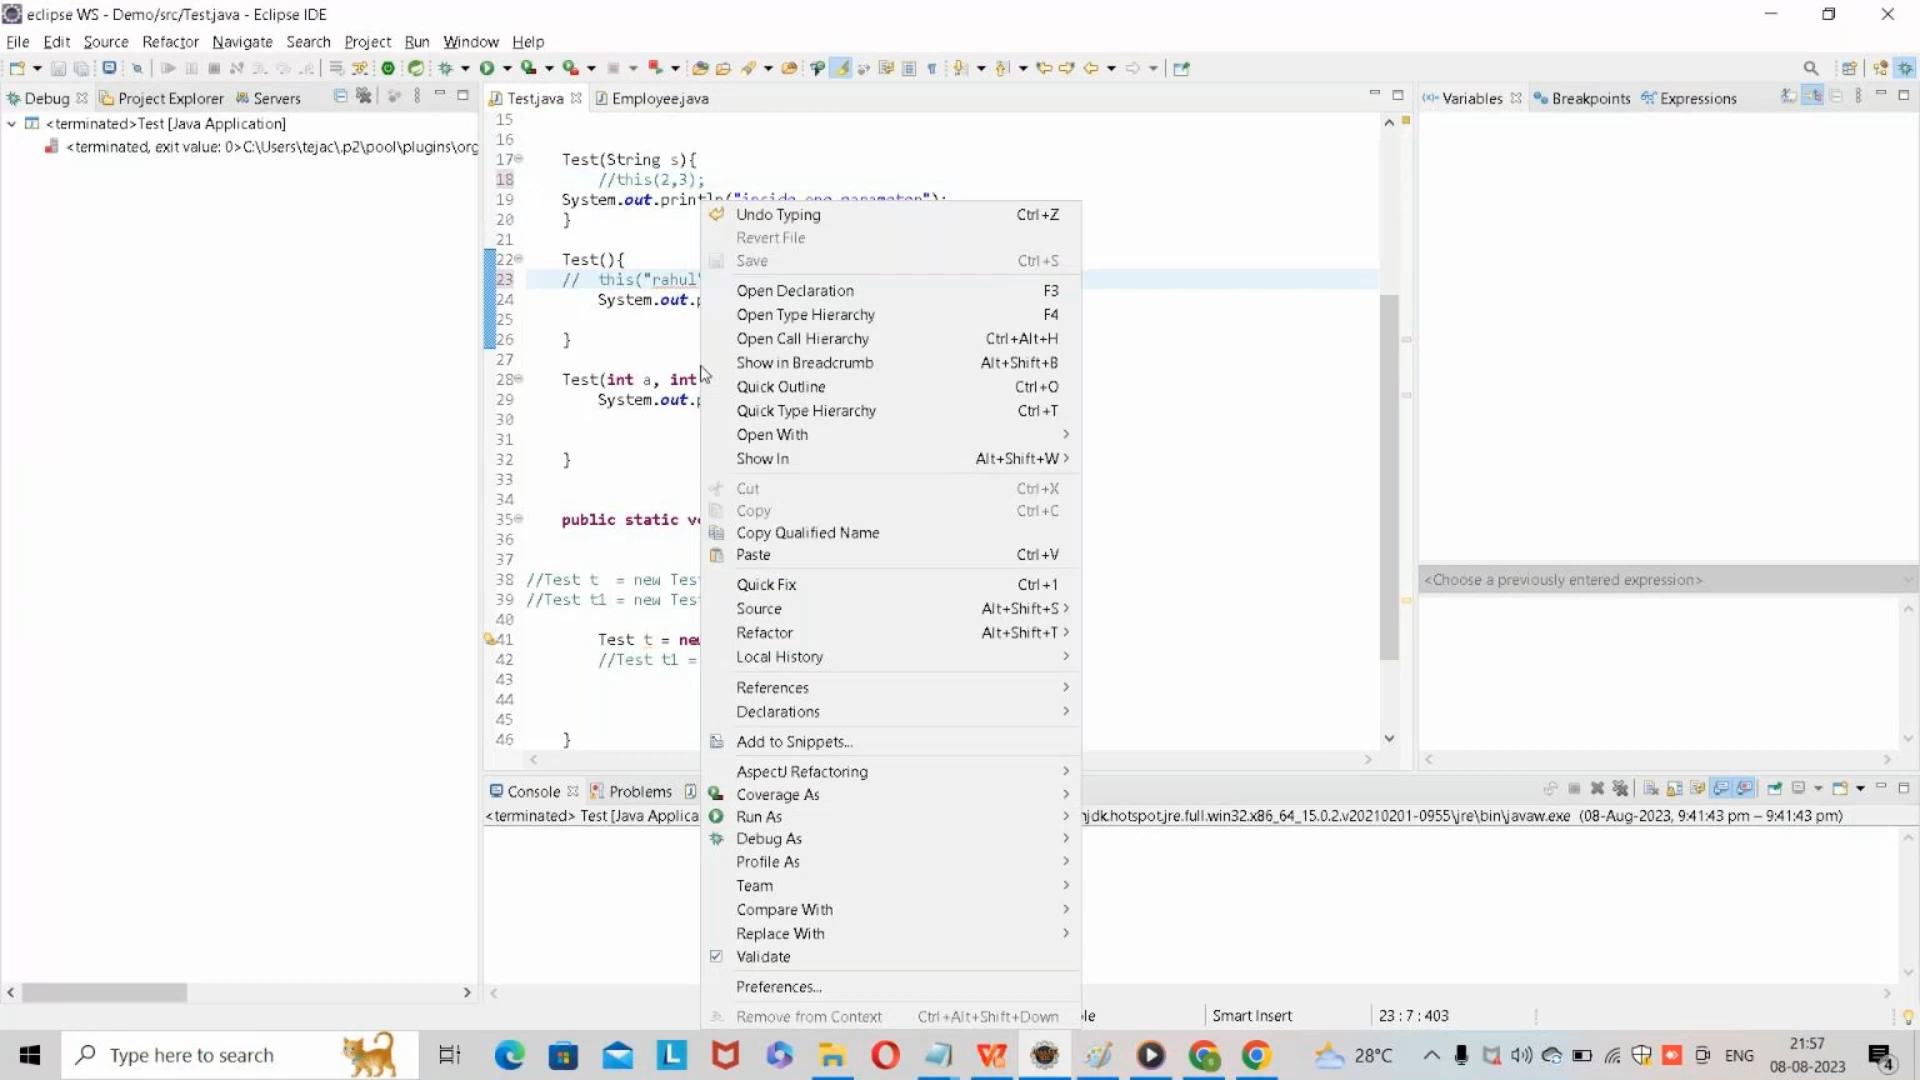 eclipse WS - Demo/src/Test.java - Eclipse IDE
File Edit Source Refactor Navigate Search Project Run Window Help
Debug Project Explorer Servers
Test.java Employee.java
Variables Breakpoints Expressions
<terminated>Test [Java Application]
<terminated, exit value: 0>C:\Users\tejac\.p2\pool\plugins\org
15
16
17 Test(String s){
18 //this(2,3);
19 System.out.println("inside one parameter");
20 }
21
22 Test(){
23 // this("rahul"
24 System.out.p
25
26 }
27
28 Test(int a, int
29 System.out.p
30
31
32 }
33
34
35 public static vo
36
37
38 //Test t = new Tes
39 //Test t1 = new Tes
40
41 Test t = new
42 //Test t1 =
43
44
45
46 }
Undo Typing Ctrl+Z
Revert File
Save Ctrl+S
Open Declaration F3
Open Type Hierarchy F4
Open Call Hierarchy Ctrl+Alt+H
Show in Breadcrumb Alt+Shift+B
Quick Outline Ctrl+O
Quick Type Hierarchy Ctrl+T
Open With
Show In Alt+Shift+W
Cut Ctrl+X
Copy Ctrl+C
Copy Qualified Name
Paste Ctrl+V
Quick Fix Ctrl+1
Source Alt+Shift+S
Refactor Alt+Shift+T
Local History
References
Declarations
Add to Snippets...
AspectJ Refactoring
Coverage As
Run As
Debug As
Profile As
Team
Compare With
Replace With
Validate
Preferences...
Remove from Context Ctrl+Alt+Shift+Down
<Choose a previously entered expression>
Console Problems
<terminated> Test [Java Applica
jdk.hotspot.jre.full.win32.x86_64_15.0.2.v20210201-0955\jre\bin\javaw.exe (08-Aug-2023, 9:41:43 pm – 9:41:43 pm)
le Smart Insert 23 : 7 : 403
Type here to search
28°C ENG
21:57
08-08-2023
4